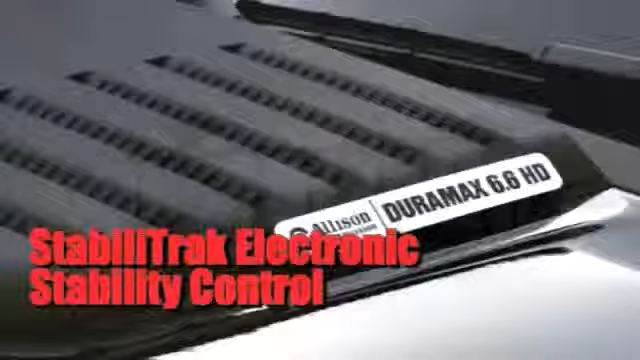 Allison
DURAMAX 6.6 HD
StabiliTrak Electronic
Stability Control